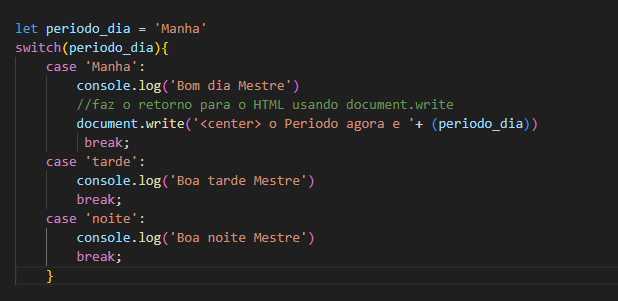 let periodo_dia = 'Manha'
switch(periodo_dia){
    case 'Manha':
        console.log('Bom dia Mestre')
        //faz o retorno para o HTML usando document.write
        document.write('<center> o Periodo agora e '+ (periodo_dia))
         break;
    case 'tarde':
        console.log('Boa tarde Mestre')
        break;
    case 'noite':
        console.log('Boa noite Mestre')
        break;
    }